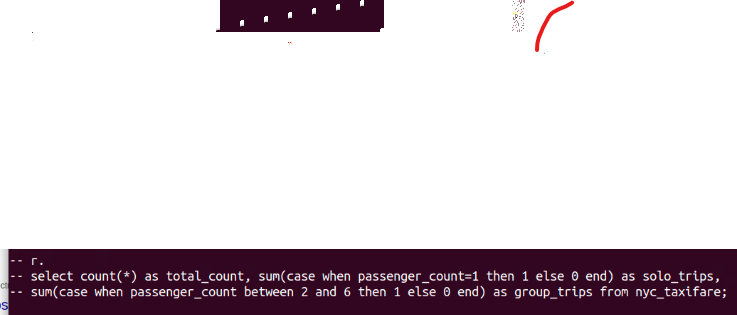 -- r.
-- select count(*) as total_count, sum(case when passenger_count=1 then 1 else 0 end) as solo_trips,
-- sum(case when passenger_count between 2 and 6 then 1 else 0 end) as group_trips from nyc_taxifare;